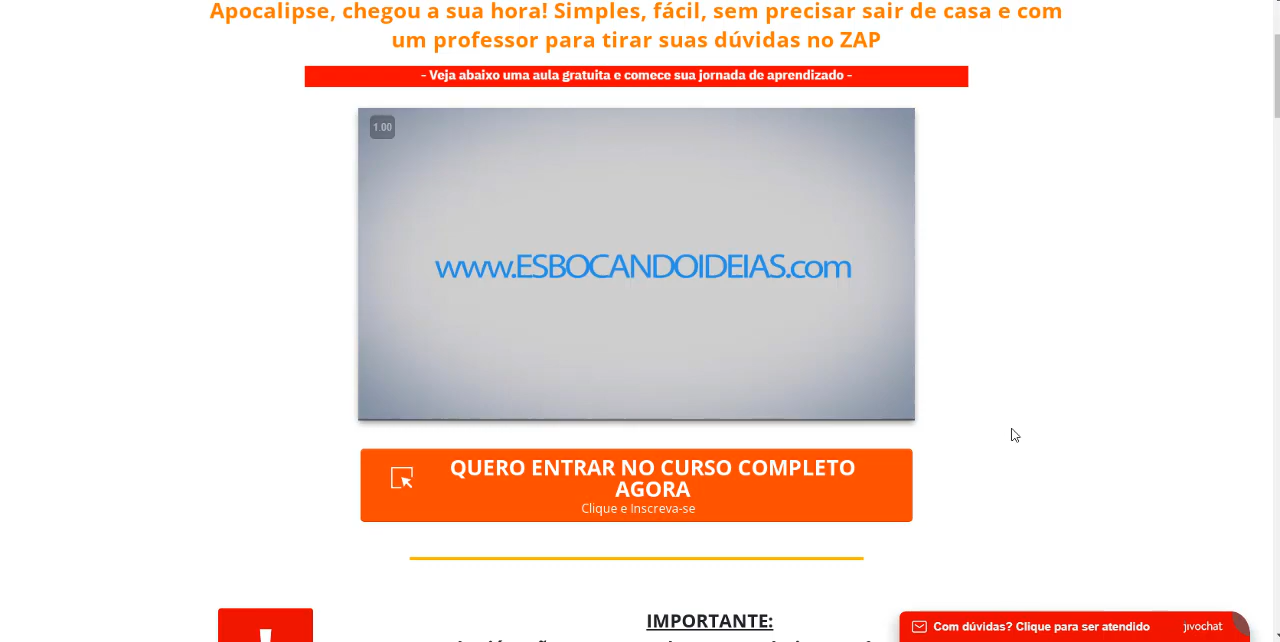 Apocalipse, chegou a sua hora! Simples, fácil, sem precisar sair de casa e com
um professor para tirar suas dúvidas no ZAP
- Veja abaixo uma aula gratuita e comece sua jornada de aprendizado -
1.00
www.ESBOCANDOIDEIAS.com
QUERO ENTRAR NO CURSO COMPLETO
AGORA
Clique e Inscreva-se
IMPORTANTE:
Com dúvidas? Clique para ser atendido jivochat